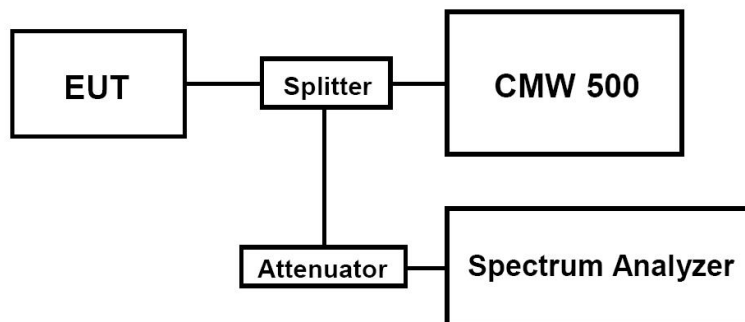 EUT
Splitter
CMW 500
Attenuator
Spectrum Analyzer